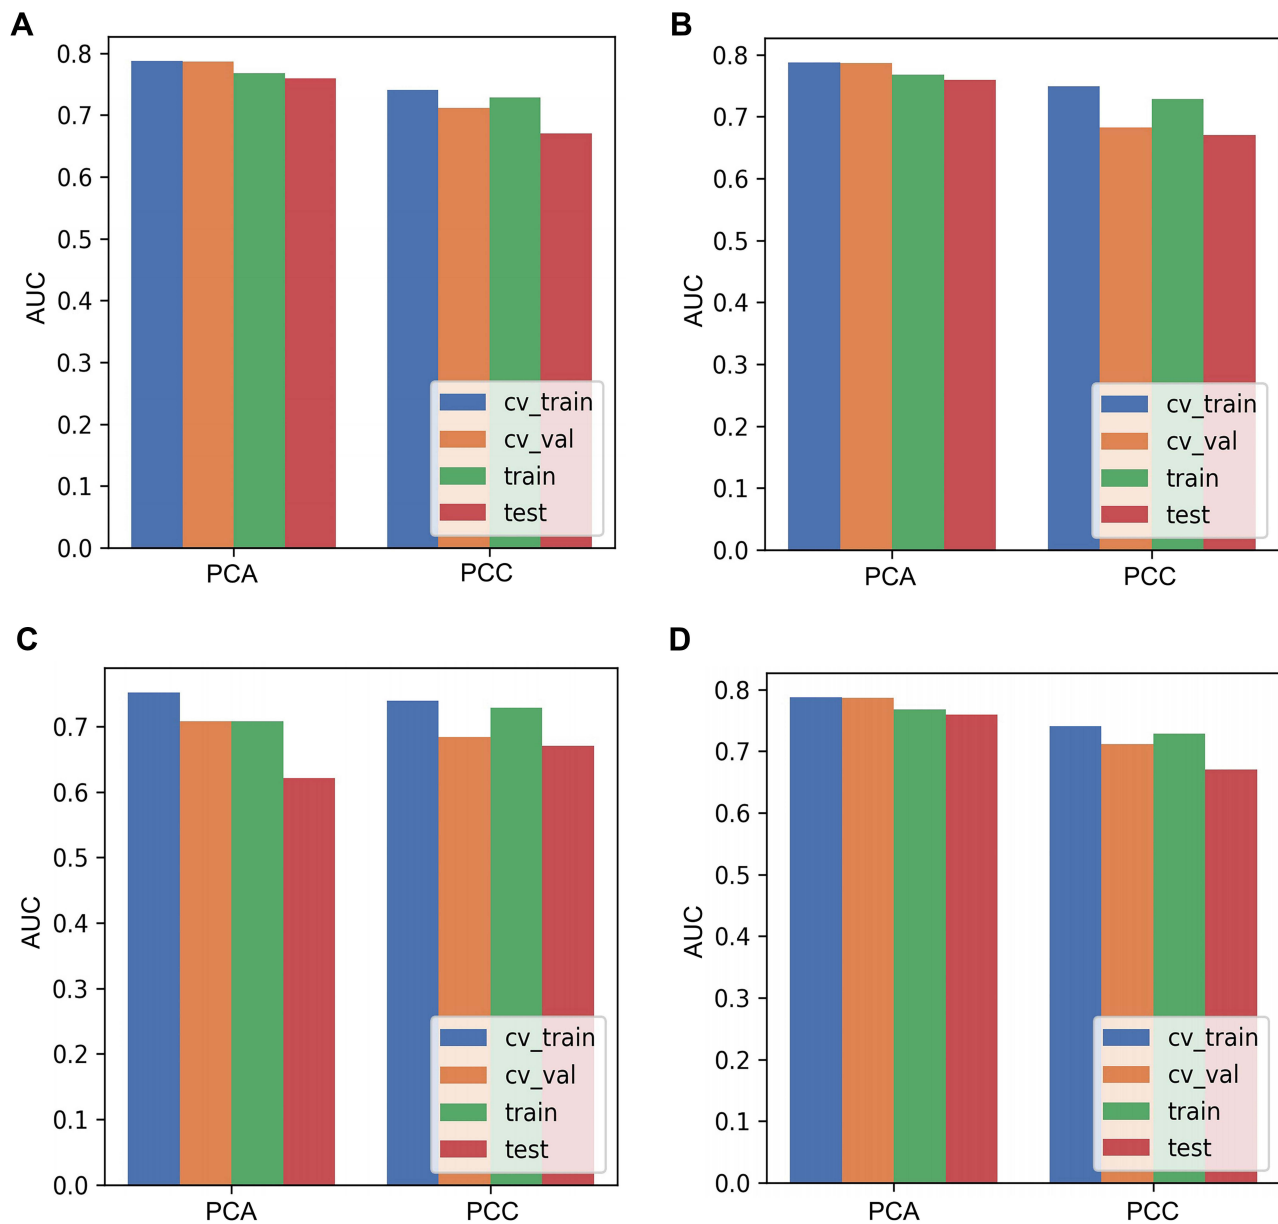 A
AUC
0.8
0.7
0.6
0.5
0.4
0.3
0.2
0.1
0.0
PCA
PCC
cv_train
cv_val
train
test
B
AUC
0.8
0.7
0.6
0.5
0.4
0.3
0.2
0.1
0.0
PCA
PCC
cv_train
cv_val
train
test
C
AUC
0.7
0.6
0.5
0.4
0.3
0.2
0.1
0.0
PCA
PCC
cv_train
cv_val
train
test
D
AUC
0.8
0.7
0.6
0.5
0.4
0.3
0.2
0.1
0.0
PCA
PCC
cv_train
cv_val
train
test